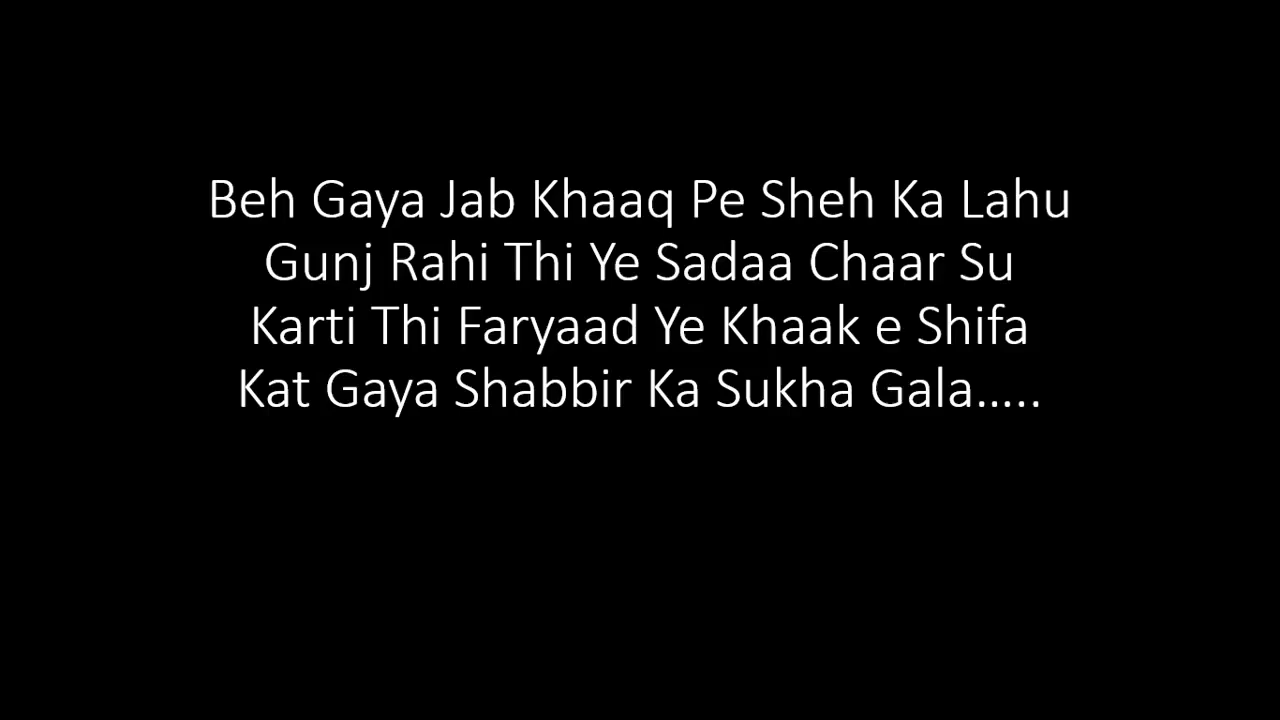 Beh Gaya Jab Khaaq Pe Sheh Ka Lahu
Gunj Rahi Thi Ye Sadaa Chaar Su
Karti Thi Faryaad Ye Khaak e Shifa
Kat Gaya Shabbir Ka Sukha Gala.....